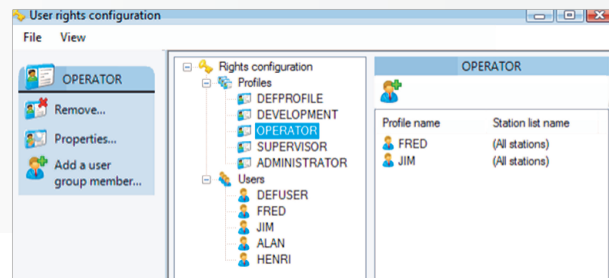 User rights configuration
File View
OPERATOR
Remove...
Properties...
Add a user
group member...
Rights configuration
Profiles
DEFPROFILE
DEVELOPMENT
OPERATOR
SUPERVISOR
ADMINISTRATOR
Users
DEFUSER
FRED
JIM
ALAN
HENRI
OPERATOR
Profile name Station list name
FRED (All stations)
JIM (All stations)